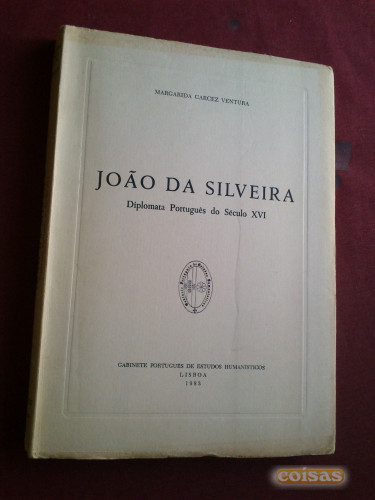 MARGARIDA GARCEZ VENTURA
JOÃO DA SILVEIRA
Diplomata Português do Século XVI
GABINETE PORTUGUÊS DE ESTUDOS HUMANÍSTICOS
LISBOA
1983
coisas